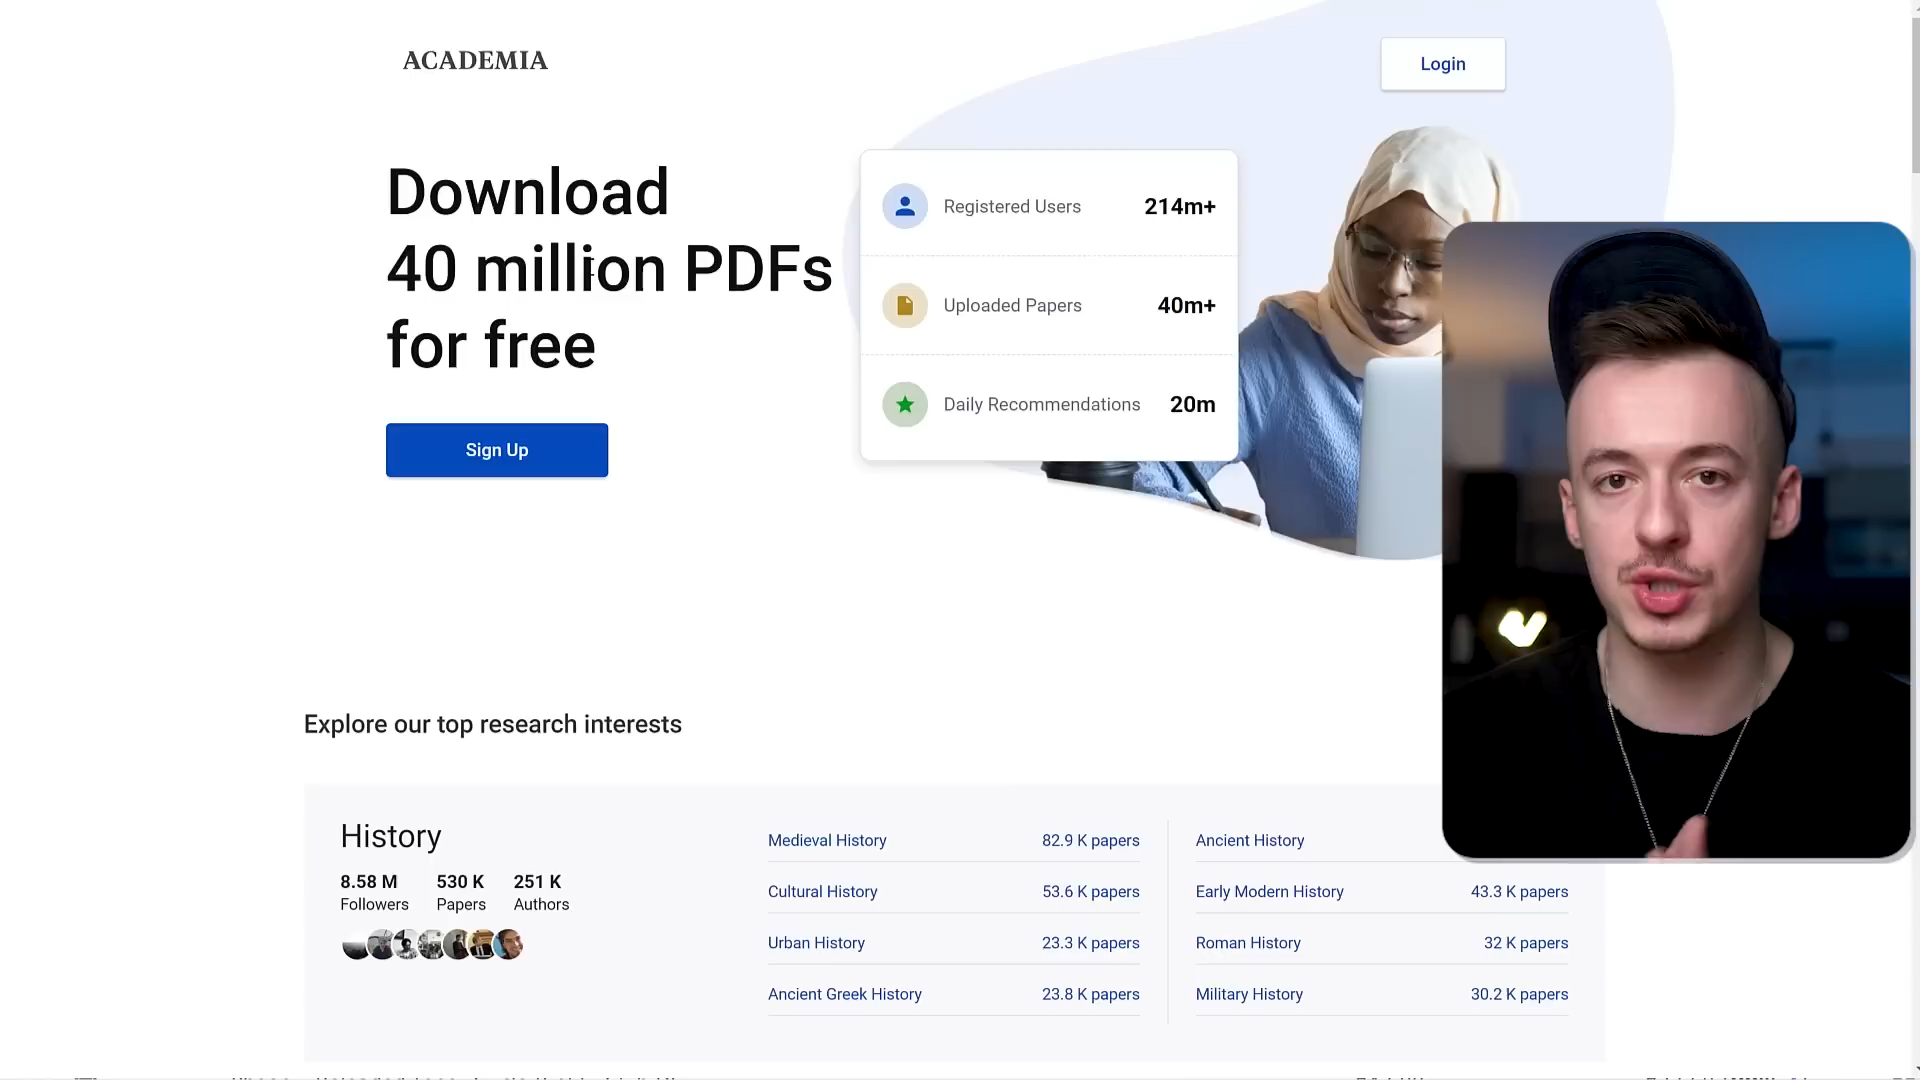 ACADEMIA
Login
Download
40 million PDFs
for free
Sign Up
Registered Users 214m+
Uploaded Papers 40m+
Daily Recommendations 20m
Explore our top research interests
History
8.58 M 530 K 251 K
Followers Papers Authors
Medieval History 82.9 K papers
Cultural History 53.6 K papers
Urban History 23.3 K papers
Ancient Greek History 23.8 K papers
Ancient History
Early Modern History 43.3 K papers
Roman History 32 K papers
Military History 30.2 K papers